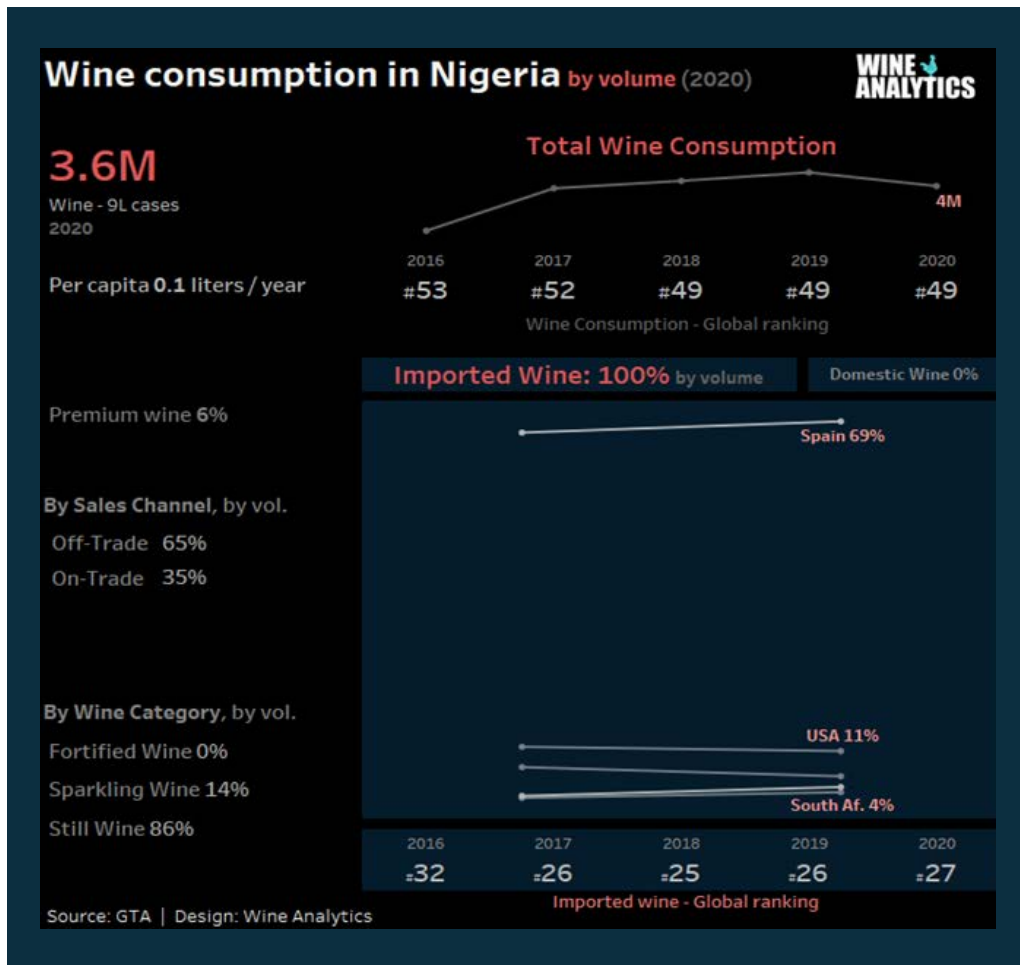 Wine consumption in Nigeria by volume (2020)
WINE
ANALYTICS
3.6M
Wine - 9L cases
2020
Per capita 0.1 liters / year
Total Wine Consumption
4M
2016 2017 2018 2019 2020
#53 #52 #49 #49 #49
Wine Consumption - Global ranking
Imported Wine: 100% by volume
Domestic Wine 0%
Premium wine 6%
Spain 69%
By Sales Channel, by vol.
Off-Trade 65%
On-Trade 35%
By Wine Category, by vol.
Fortified Wine 0%
Sparkling Wine 14%
Still Wine 86%
USA 11%
South Af. 4%
2016 2017 2018 2019 2020
#32 #26 #25 #26 #27
Imported wine - Global ranking
Source: GTA | Design: Wine Analytics